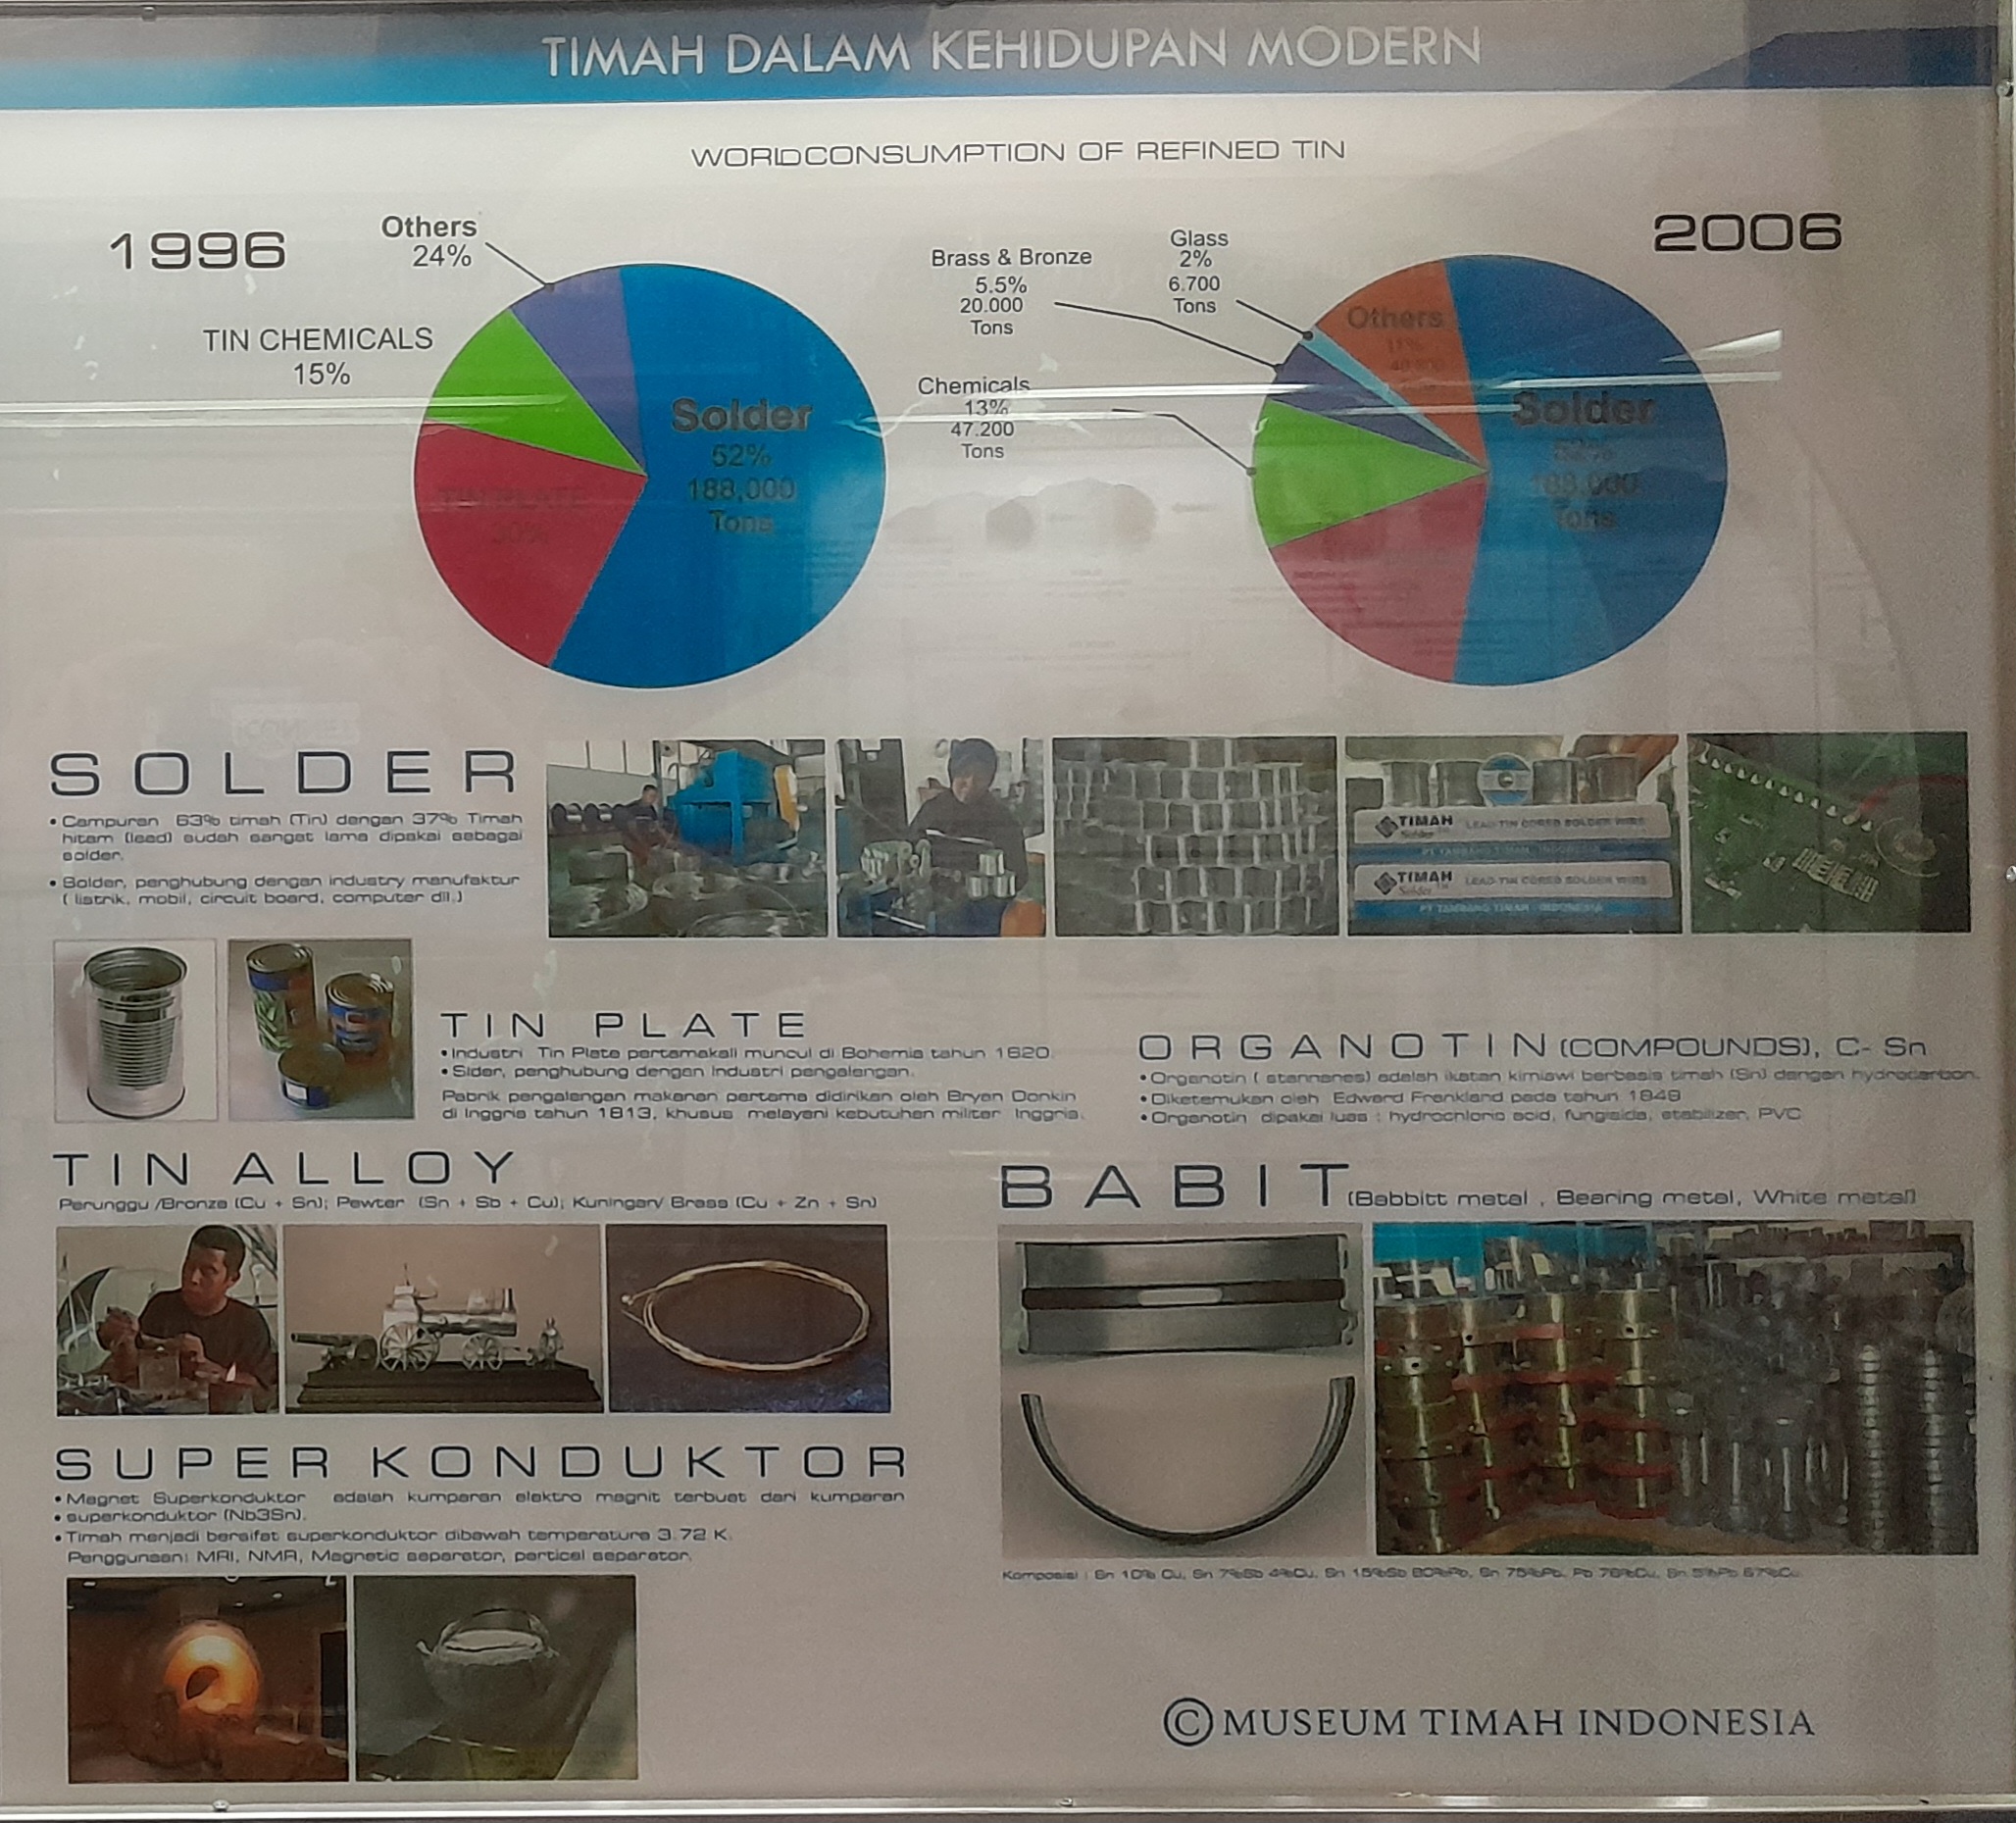 TIMAH DALAM KEHIDUPAN MODERN
WORLD CONSUMPTION OF REFINED TIN
1996
Others
24%
TIN CHEMICALS
15%
TIN PLATE
30%
Solder
52%
188,000
Tons
2006
Glass
2%
6.700
Tons
Brass & Bronze
5.5%
20.000
Tons
Chemicals
13%
47.200
Tons
Others
11%
Solder
52%
188,000
Tons
SOLDER
• Campuran 63% timah (Tin) dengan 37% Timah
hitam (lead) sudah sangat lama dipakai sebagai
solder.
• Solder, penghubung dengan industry manufaktur
( listrik, mobil, circuit board, computer dll.)
TIMAH
Solder
LEAD-TIN CORED SOLDER WIRE
PT TAMBANG TIMAH - INDONESIA
TIMAH
Solder
LEAD-TIN CORED SOLDER WIRE
PT TAMBANG TIMAH - INDONESIA
TIN PLATE
• Industri Tin Plate pertamakali muncul di Bohemia tahun 1620.
• Slder, penghubung dengan Industri pengalengan.
Pabrik pengalengan makanan pertama didirikan oleh Bryan Donkin
di Inggris tahun 1813, khusus melayani kebutuhan militer Inggris.
ORGANOTIN (COMPOUNDS), C- Sn
• Organotin ( stannanes) adalah ikatan kimiawi berbasis timah (Sn) dengan hydrocarbon.
• Diketemukan oleh Edward Frankland pada tahun 1849
• Organotin dipakai luas : hydrochloric acid, fungisida, stabilizer, PVC
TIN ALLOY
Perunggu /Bronze (Cu + Sn); Pewter (Sn + Sb + Cu); Kuningan/ Brass (Cu + Zn + Sn)
BABIT (Babbitt metal , Bearing metal, White metal)
SUPER KONDUKTOR
• Magnet Superkonduktor adalah kumparan elektro magnit terbuat dari kumparan
• superkonduktor (Nb3Sn).
• Timah menjadi bersifat superkonduktor dibawah temperature 3.72 K.
Penggunaan: MRI, NMR, Magnetic separator, partical separator.
Komposisi : Sn 10% Cu, Sn 7%Sb 4%Cu, Sn 15%Sb 80%Pb, Sn 75%Pb, Pb 76%Cu, Sn 5%Pb 67%Cu
© MUSEUM TIMAH INDONESIA